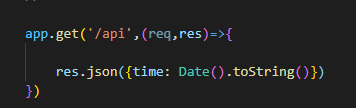 app.get('/api',(req,res)=>{
res.json({time: Date().toString()})
})